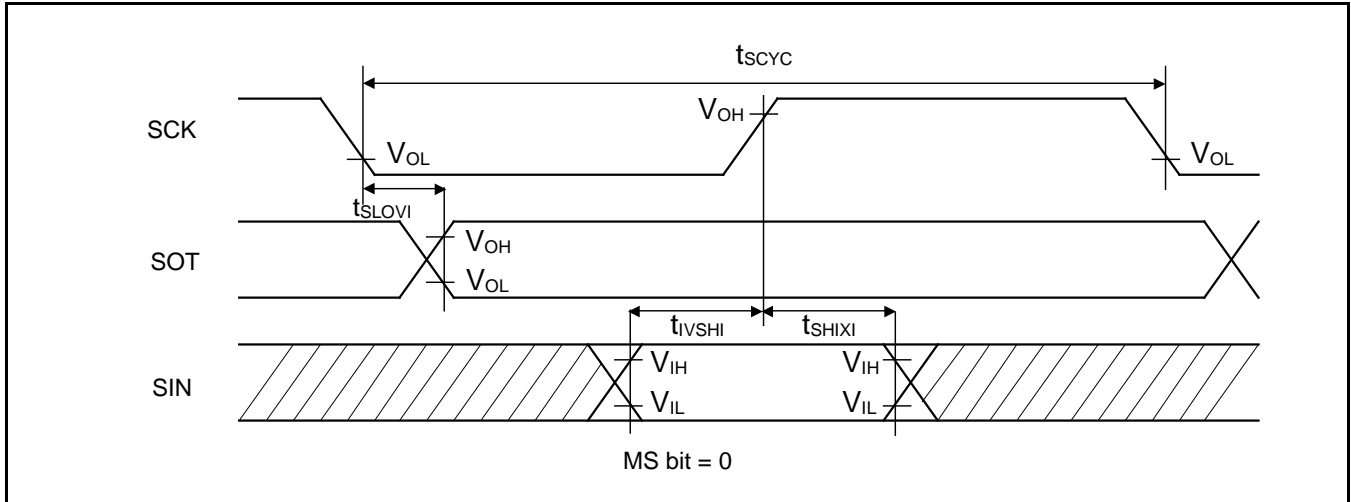 tSCYC
SCK
VOH
VOL
VOL
tSLOVI
SOT
VOH
VOL
tIVSHI
tSHIXI
SIN
VIH
VIH
VIL
VIL
MS bit = 0